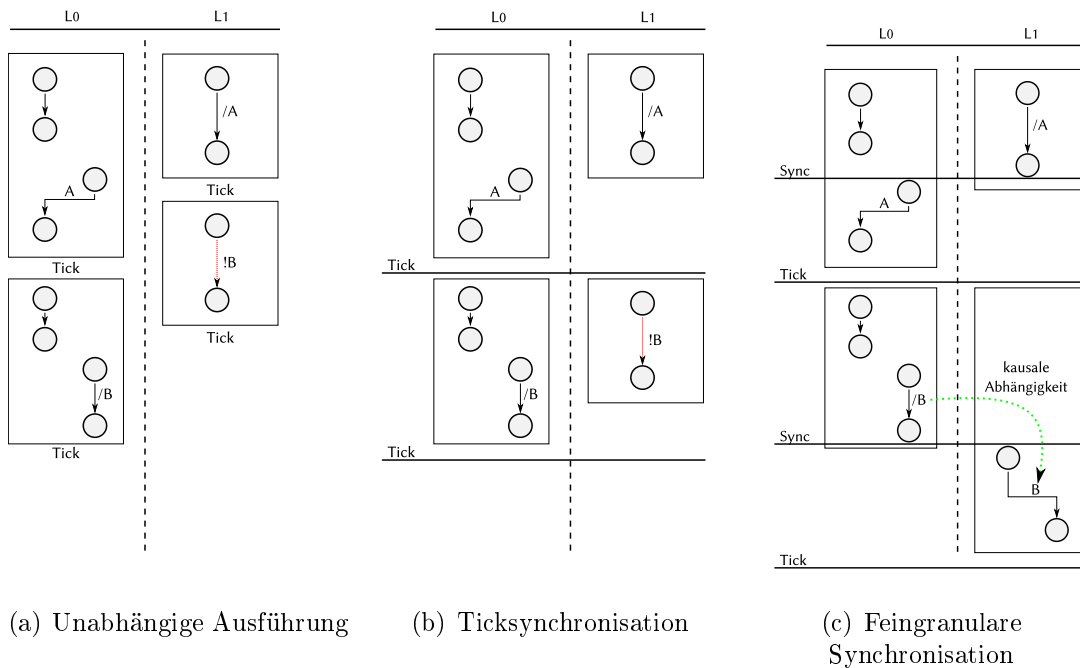 L0 L1
/A
A
Tick
!B
Tick
/B
Tick
Tick
(a) Unabhängige Ausführung
L0 L1
/A
A
Tick
!B
/B
Tick
(b) Ticksynchronisation
L0 L1
/A
Sync
A
Tick
kausale
Abhängigkeit
/B
Sync
B
Tick
(c) Feingranulare
Synchronisation